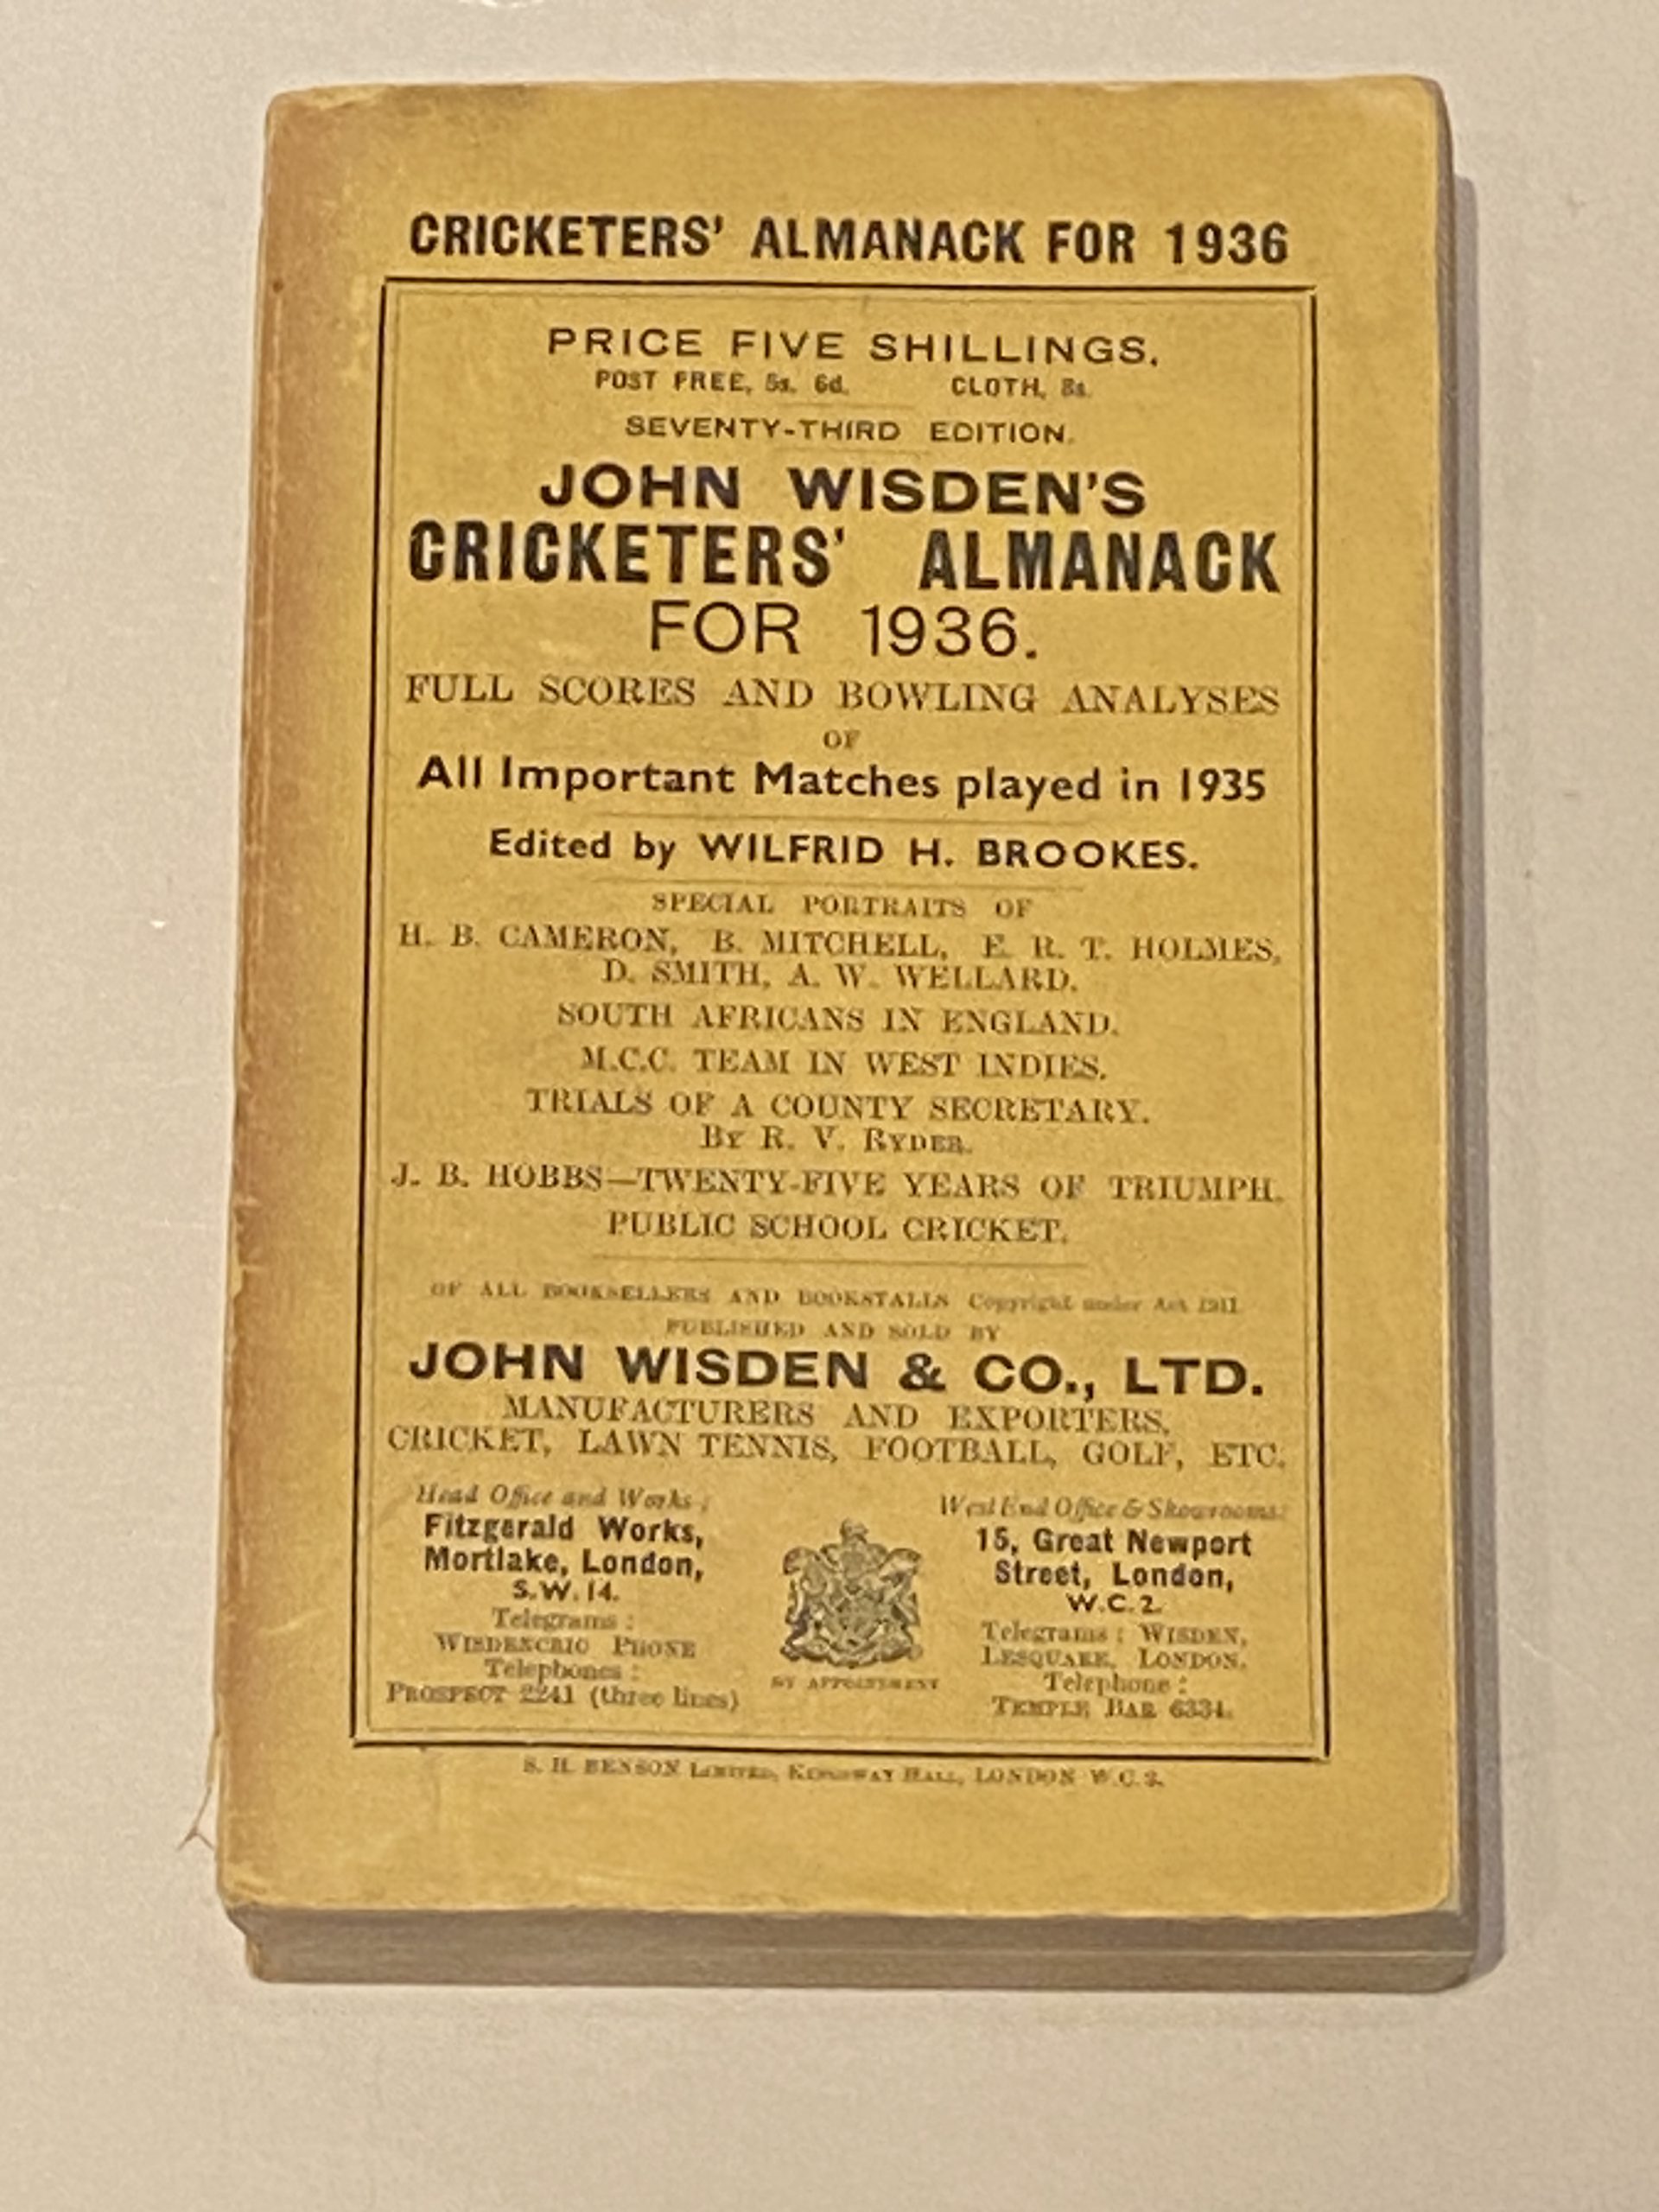 CRICKETERS' ALMANACK FOR 1936
PRICE FIVE SHILLINGS.
POST FREE, 5s. 6d. CLOTH, 8s.
SEVENTY-THIRD EDITION.
JOHN WISDEN'S
CRICKETERS' ALMANACK
FOR 1936.
FULL SCORES AND BOWLING ANALYSES
OF
All Important Matches played in 1935
Edited by WILFRID H. BROOKES.
SPECIAL PORTRAITS OF
H. B. CAMERON, B. MITCHELL, E. R. T. HOLMES,
D. SMITH, A. W. WELLARD.
SOUTH AFRICANS IN ENGLAND.
M.C.C. TEAM IN WEST INDIES.
TRIALS OF A COUNTY SECRETARY.
BY R. V. RYDER.
J. B. HOBBS—TWENTY-FIVE YEARS OF TRIUMPH.
PUBLIC SCHOOL CRICKET.
OF ALL BOOKSELLERS AND BOOKSTALLS Copyright under Act 1911
PUBLISHED AND SOLD BY
JOHN WISDEN & CO., LTD.
MANUFACTURERS AND EXPORTERS,
CRICKET, LAWN TENNIS, FOOTBALL, GOLF, ETC.
Head Office and Works:
Fitzgerald Works,
Mortlake, London,
S.W.14.
Telegrams:
WISDENCRIC PHONE
Telephones:
PROSPECT 2241 (three lines)
BY APPOINTMENT
West End Office & Showrooms:
15, Great Newport
Street, London,
W.C.2.
Telegrams: WISDEN,
LESQUARE, LONDON.
Telephone:
TEMPLE BAR 6334.
S. H. BENSON LIMITED, KINGSWAY HALL, LONDON W.C.2.